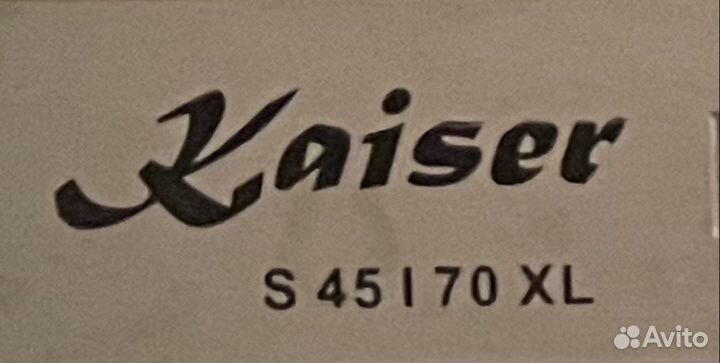 Kaiser
S 45 I 70 XL
Avito